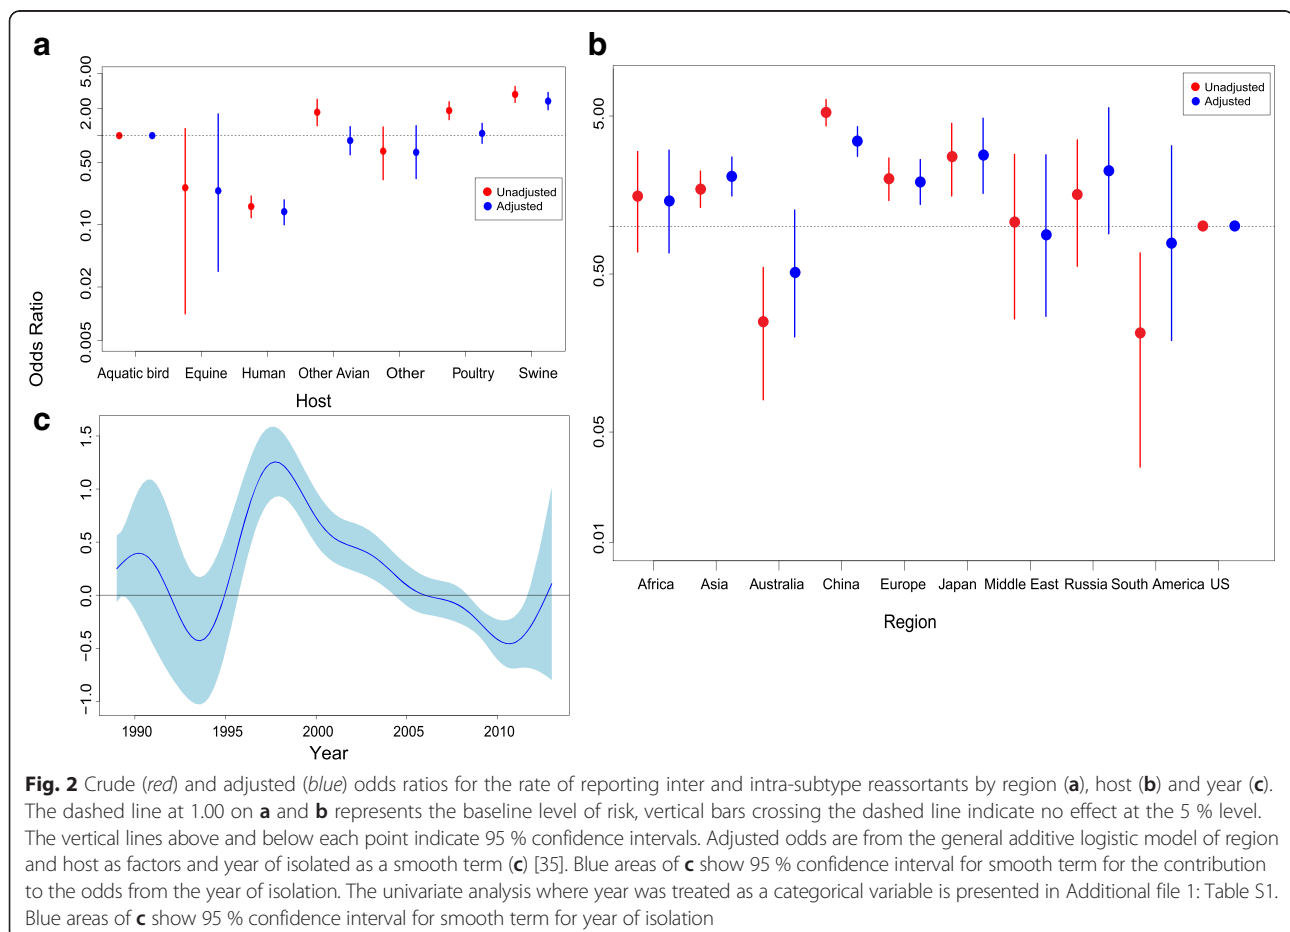 a
5.00
2.00
0.50
0.10
0.02
0.005
Odds Ratio
Unadjusted
Adjusted
Aquatic bird Equine Human Other Avian Other Poultry Swine
Host
b
5.00
0.50
0.05
0.01
Unadjusted
Adjusted
Africa Asia Australia China Europe Japan Middle East Russia South America US
Region
c
1.5
1.0
0.5
0.0
−0.5
−1.0
1990 1995 2000 2005 2010
Year
Fig. 2 Crude (red) and adjusted (blue) odds ratios for the rate of reporting inter and intra-subtype reassortants by region (a), host (b) and year (c).
The dashed line at 1.00 on a and b represents the baseline level of risk, vertical bars crossing the dashed line indicate no effect at the 5 % level.
The vertical lines above and below each point indicate 95 % confidence intervals. Adjusted odds are from the general additive logistic model of region
and host as factors and year of isolated as a smooth term (c) [35]. Blue areas of c show 95 % confidence interval for smooth term for the contribution
to the odds from the year of isolation. The univariate analysis where year was treated as a categorical variable is presented in Additional file 1: Table S1.
Blue areas of c show 95 % confidence interval for smooth term for year of isolation